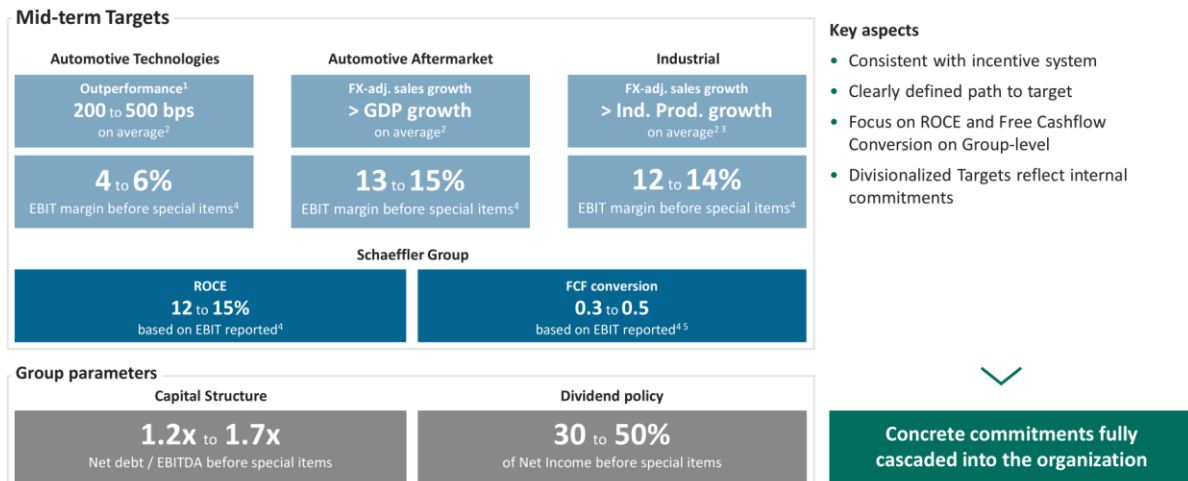 Mid-term Targets
Automotive Technologies
Outperformance¹
200 to 500 bps
on average²
4 to 6%
EBIT margin before special items⁴
Automotive Aftermarket
FX-adj. sales growth
> GDP growth
on average²
13 to 15%
EBIT margin before special items⁴
Industrial
FX-adj. sales growth
> Ind. Prod. growth
on average² ³
12 to 14%
EBIT margin before special items⁴
Schaeffler Group
ROCE
12 to 15%
based on EBIT reported⁴
FCF conversion
0.3 to 0.5
based on EBIT reported⁴ ⁵
Group parameters
Capital Structure
1.2x to 1.7x
Net debt / EBITDA before special items
Dividend policy
30 to 50%
of Net Income before special items
Key aspects
• Consistent with incentive system
• Clearly defined path to target
• Focus on ROCE and Free Cashflow
Conversion on Group-level
• Divisionalized Targets reflect internal
commitments
Concrete commitments fully
cascaded into the organization